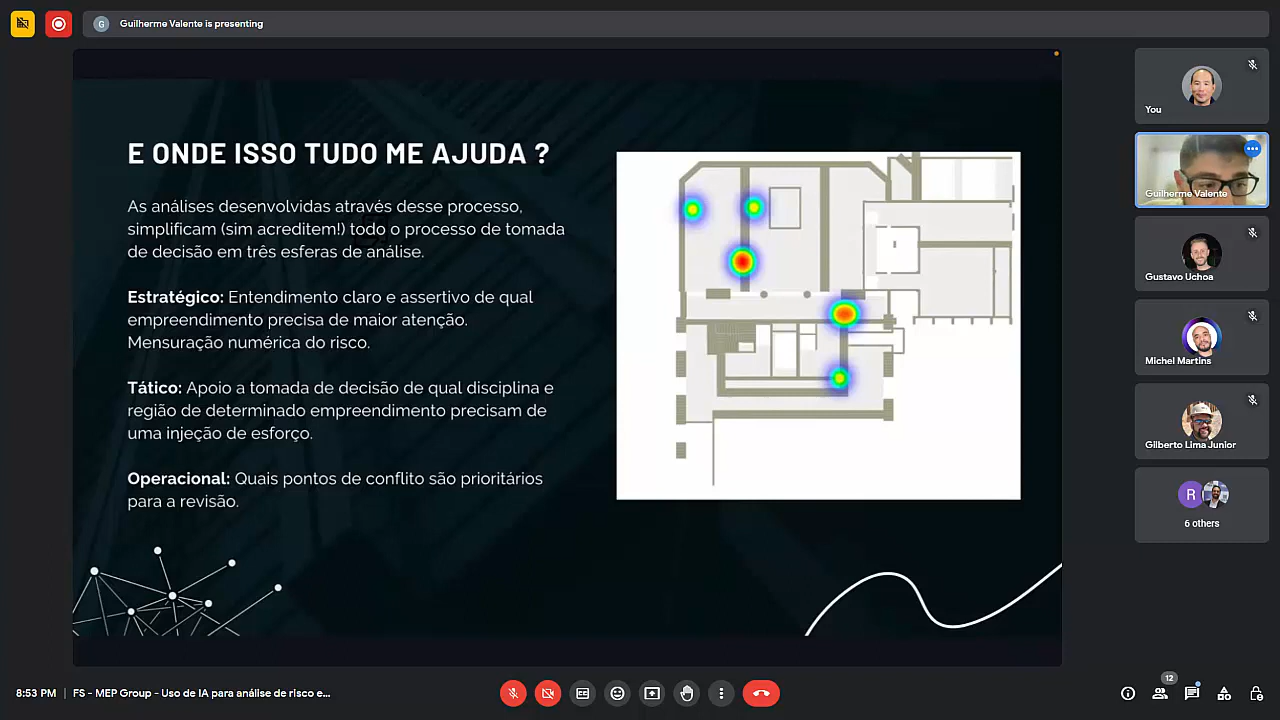 Guilherme Valente is presenting
E ONDE ISSO TUDO ME AJUDA ?
As análises desenvolvidas através desse processo,
simplificam (sim acreditem!) todo o processo de tomada
de decisão em três esferas de análise.
Estratégico: Entendimento claro e assertivo de qual
empreendimento precisa de maior atenção.
Mensuração numérica do risco.
Tático: Apoio a tomada de decisão de qual disciplina e
região de determinado empreendimento precisam de
uma injeção de esforço.
Operacional: Quais pontos de conflito são prioritários
para a revisão.
You
Guilherme Valente
Gustavo Uchoa
Michel Martins
Gilberto Lima Junior
R
6 others
8:53 PM | FS - MEP Group - Uso de IA para análise de risco e...
12